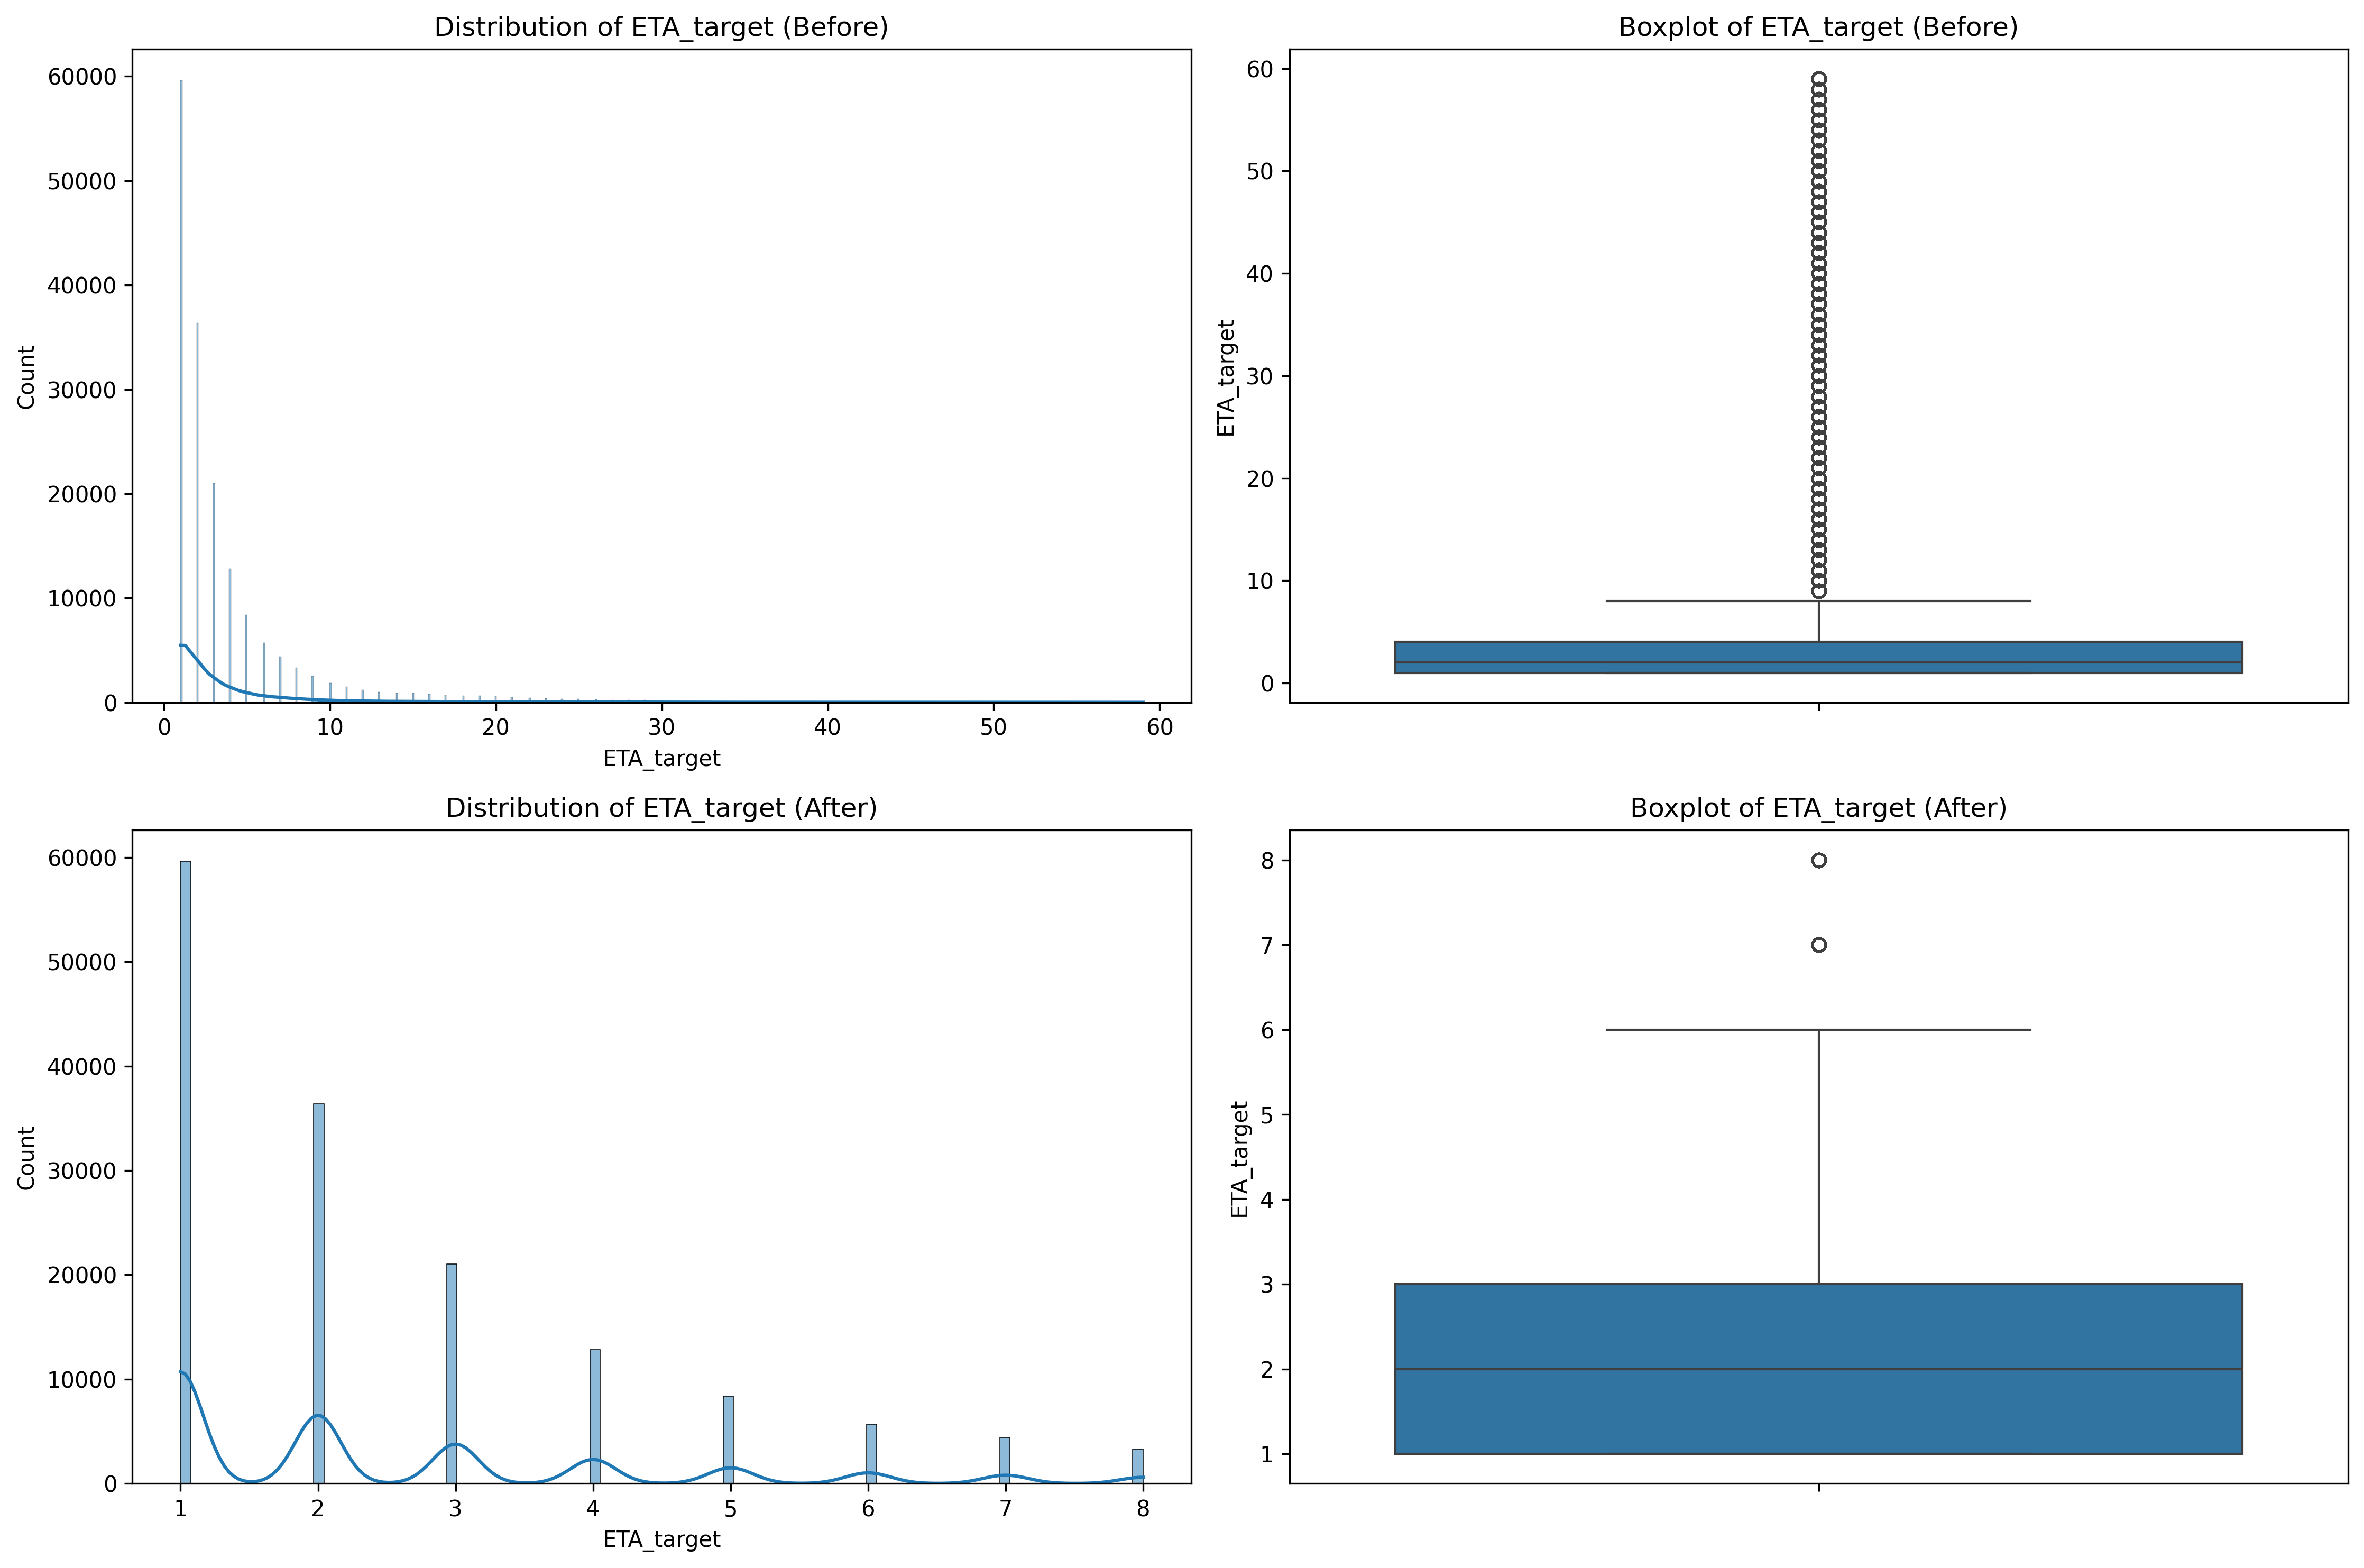 Distribution of ETA_target (Before)
Count
60000
50000
40000
30000
20000
10000
0
0 10 20 30 40 50 60
ETA_target
Boxplot of ETA_target (Before)
ETA_target
60
50
40
30
20
10
0
Distribution of ETA_target (After)
Count
60000
50000
40000
30000
20000
10000
0
1 2 3 4 5 6 7 8
ETA_target
Boxplot of ETA_target (After)
ETA_target
8
7
6
5
4
3
2
1